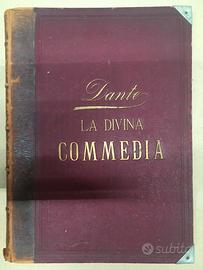 Dante
LA DIVINA
COMMEDIA
subito